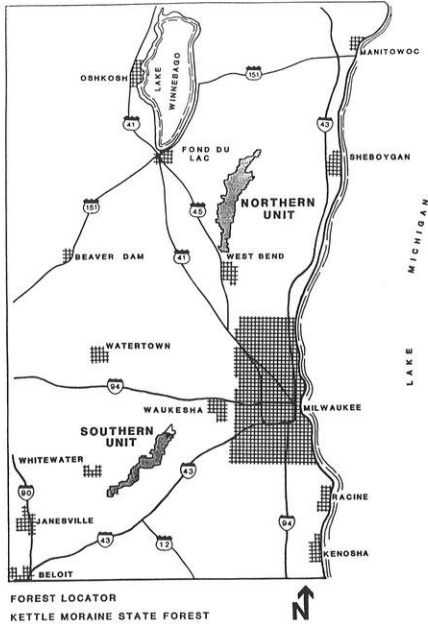 MANITOWOC
OSHKOSH
LAKE
WINNEBAGO
151
41
43
FOND DU
LAC
SHEBOYGAN
NORTHERN
UNIT
151
45
BEAVER DAM
41
WEST BEND
LAKE MICHIGAN
WATERTOWN
94
WAUKESHA
MILWAUKEE
SOUTHERN
UNIT
WHITEWATER
43
90
JANESVILLE
RACINE
94
43
12
KENOSHA
BELOIT
FOREST LOCATOR
KETTLE MORAINE STATE FOREST
N